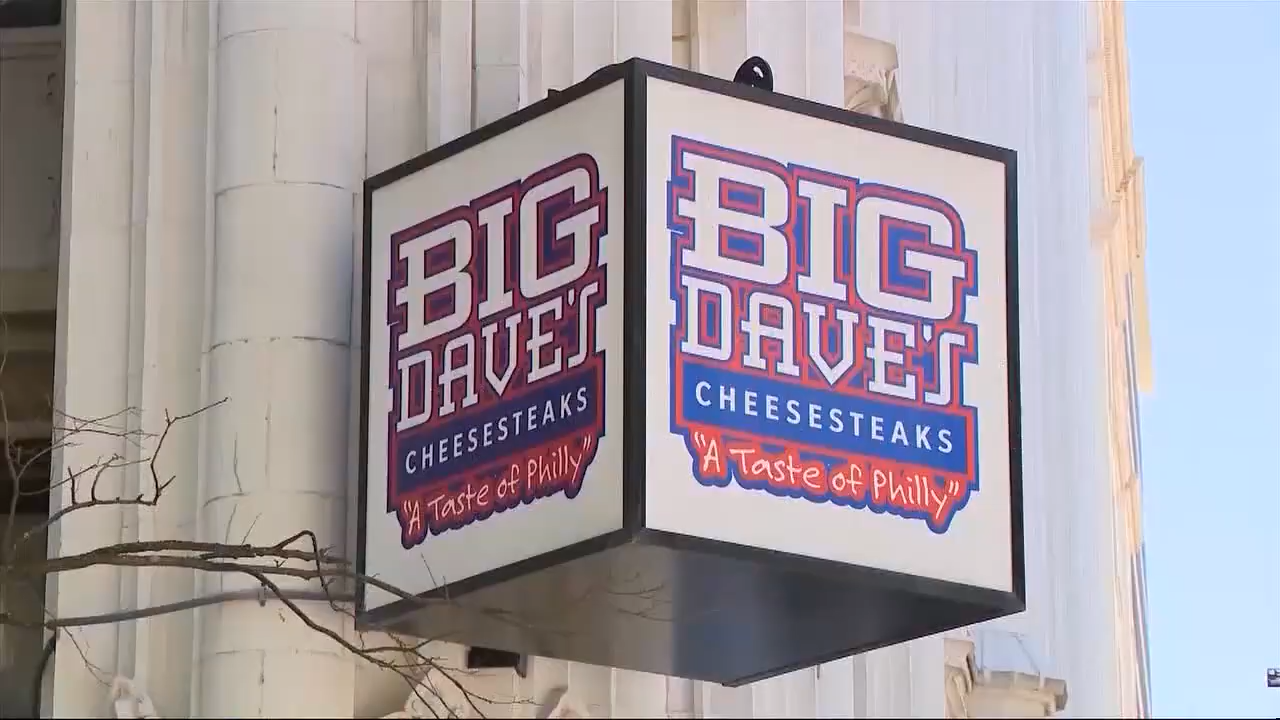 BIG
DAVE'S
CHEESESTEAKS
"A Taste of Philly"
BIG
DAVE'S
CHEESESTEAKS
"A Taste of Philly"